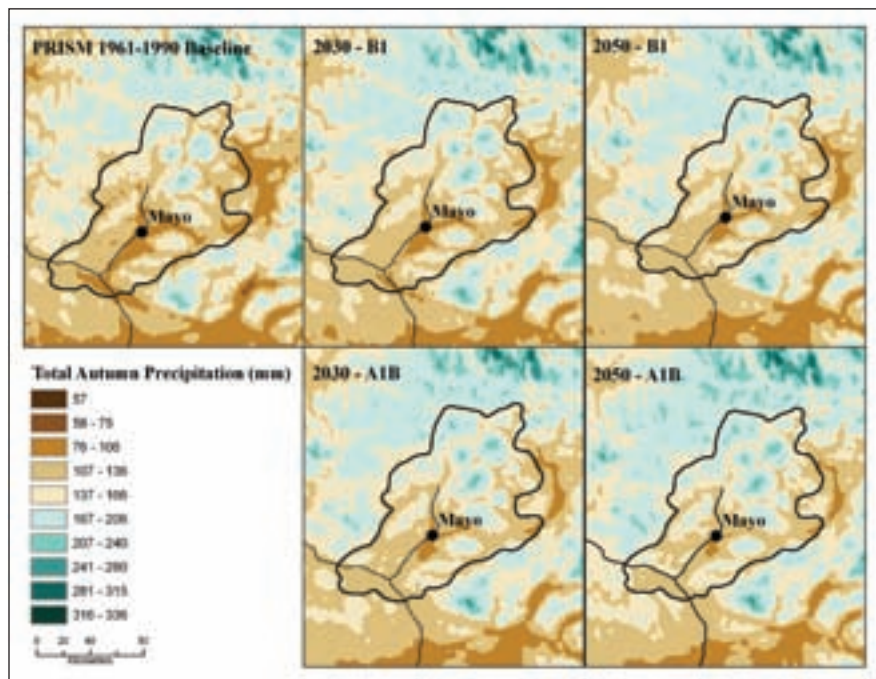 PRISM 1961-1990 Baseline
2030 - B1
2050 - B1
Mayo
Mayo
Mayo
Total Autumn Precipitation (mm)
57
58 - 75
76 - 106
107 - 136
137 - 166
167 - 206
207 - 240
241 - 280
281 - 315
316 - 336
0 20 40 80
Kilometers
2030 - A1B
2050 - A1B
Mayo
Mayo